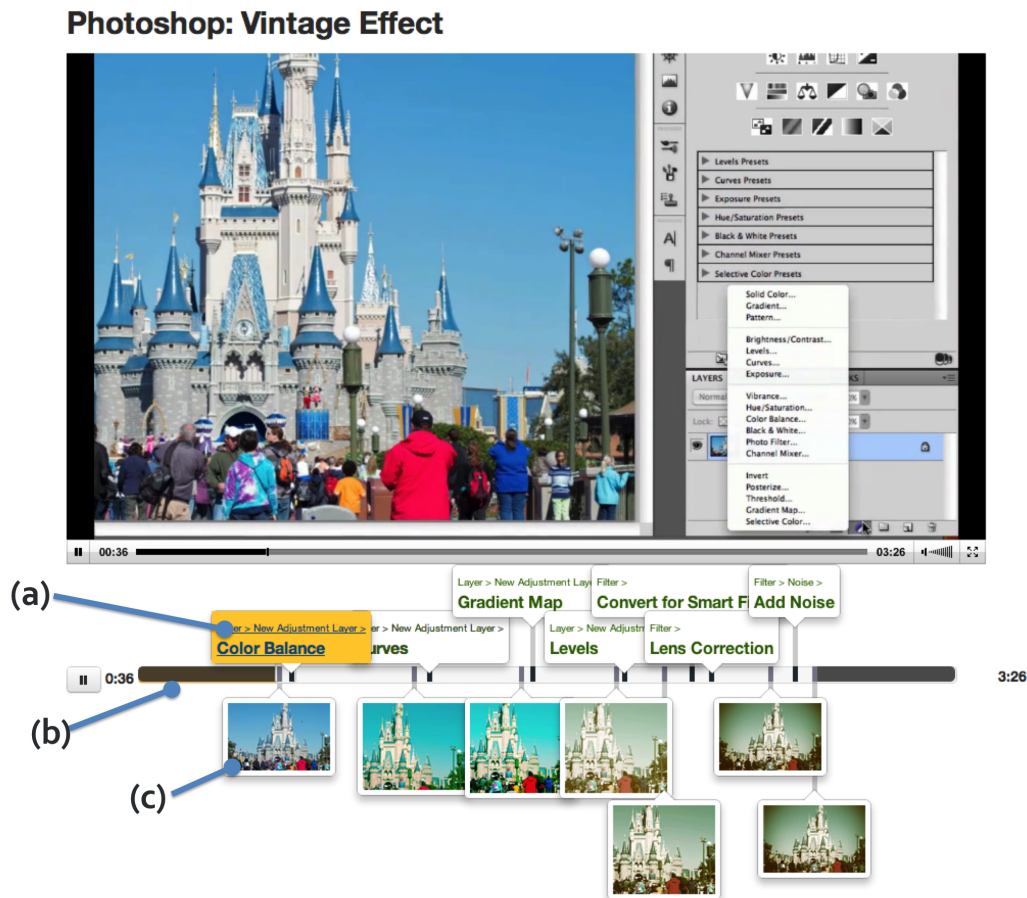 Photoshop: Vintage Effect
Levels Presets
Curves Presets
Exposure Presets
Hue/Saturation Presets
Black & White Presets
Channel Mixer Presets
Selective Color Presets
Solid Color...
Gradient...
Pattern...
Brightness/Contrast...
Levels...
Curves...
Exposure...
LAYERS
Vibrance...
Hue/Saturation...
Color Balance...
Black & White...
Photo Filter...
Channel Mixer...
Lock:
Invert
Posterize...
Threshold...
Gradient Map...
Selective Color...
00:36
03:26
(a)
Layer > New Adjustment Laye
Gradient Map
Filter >
Convert for Smart Fi
Filter > Noise >
Add Noise
er > New Adjustment Layer >
Color Balance
er > New Adjustment Layer >
urves
Layer > New Adjustm
Levels
Filter >
Lens Correction
0:36
3:26
(b)
(c)